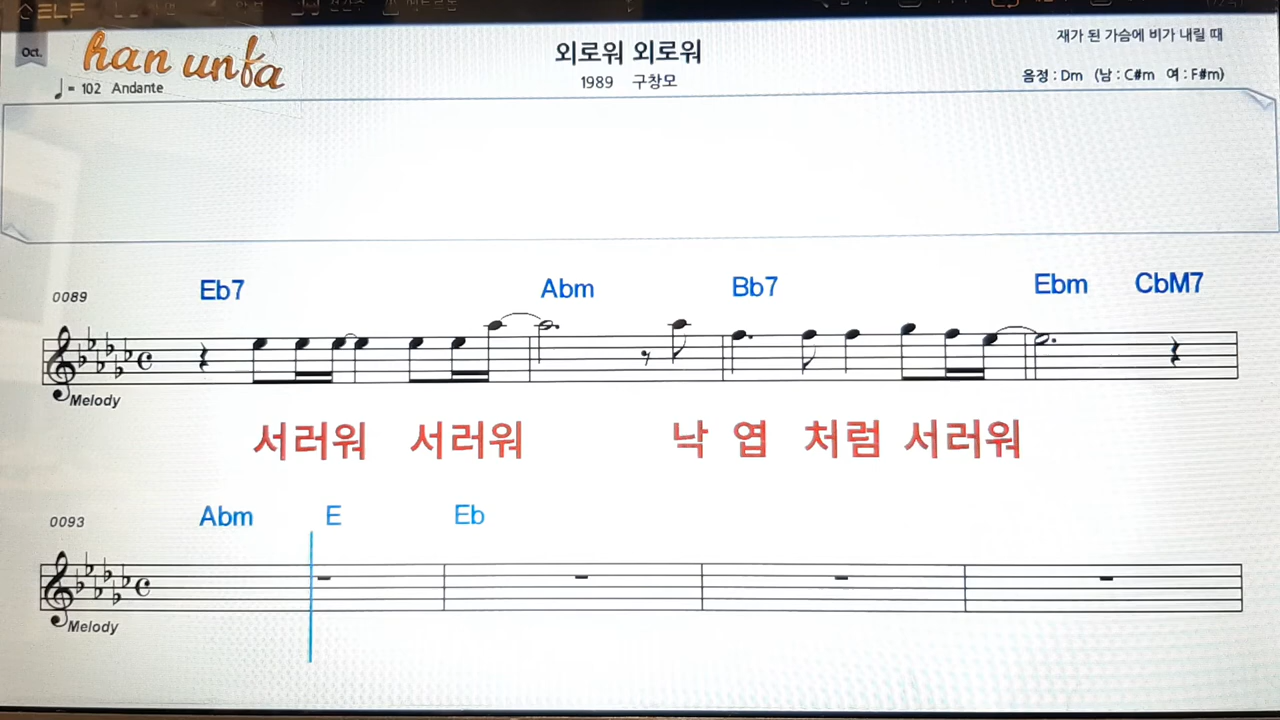 Oct.
han unfa
♩= 102 Andante
외로워 외로워
1989 구창모
재가 된 가슴에 비가 내릴 때
음정 : Dm (남 : C#m 여 : F#m)
0089
Eb7 Abm Bb7 Ebm CbM7
Melody
서러워 서러워 낙 엽 처럼 서러워
0093
Abm E Eb
Melody